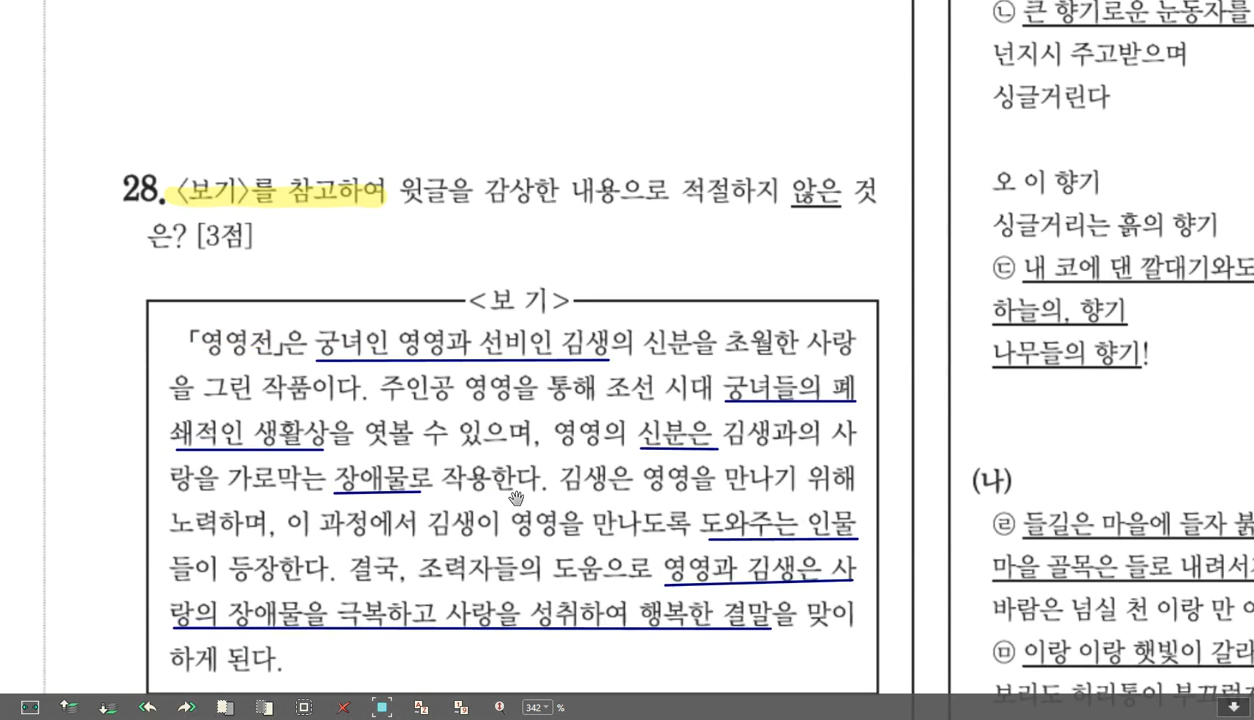 28. <보기>를 참고하여 윗글을 감상한 내용으로 적절하지 않은 것
은? [3점]
<보 기>
「영영전」은 궁녀인 영영과 선비인 김생의 신분을 초월한 사랑
을 그린 작품이다. 주인공 영영을 통해 조선 시대 궁녀들의 폐
쇄적인 생활상을 엿볼 수 있으며, 영영의 신분은 김생과의 사
랑을 가로막는 장애물로 작용한다. 김생은 영영을 만나기 위해
노력하며, 이 과정에서 김생이 영영을 만나도록 도와주는 인물
들이 등장한다. 결국, 조력자들의 도움으로 영영과 김생은 사
랑의 장애물을 극복하고 사랑을 성취하여 행복한 결말을 맞이
하게 된다.
㉡ 큰 향기로운 눈동자를
넌지시 주고받으며
싱글거린다
오 이 향기
싱글거리는 흙의 향기
㉢ 내 코에 댄 깔대기와도
하늘의, 향기
나무들의 향기!
(나)
㉣ 들길은 마을에 들자 붉
마을 골목은 들로 내려서
바람은 넘실 천 이랑 만 이
㉤ 이랑 이랑 햇빛이 갈라
보리도 허리통이 부끄럽
342 %